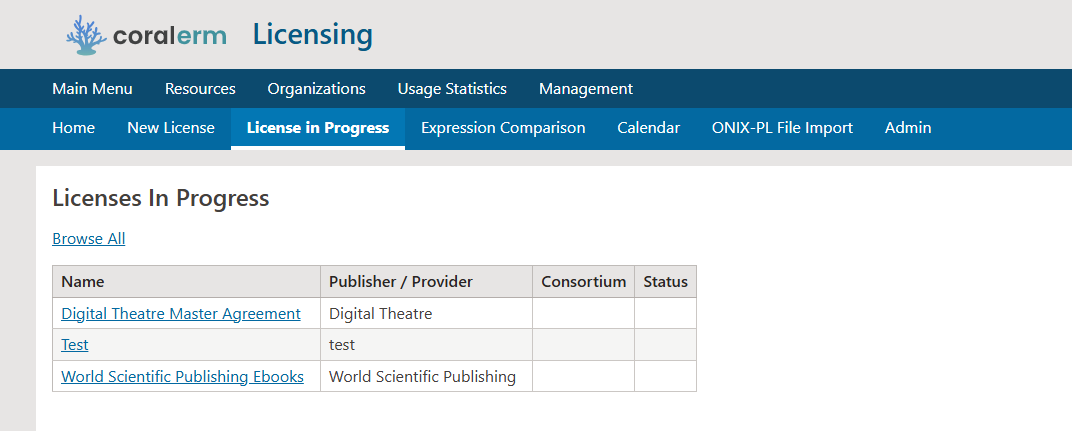 coralerm Licensing
Main Menu Resources Organizations Usage Statistics Management
Home New License License in Progress Expression Comparison Calendar ONIX-PL File Import Admin
Licenses In Progress
Browse All
Name Publisher / Provider Consortium Status
Digital Theatre Master Agreement Digital Theatre
Test test
World Scientific Publishing Ebooks World Scientific Publishing